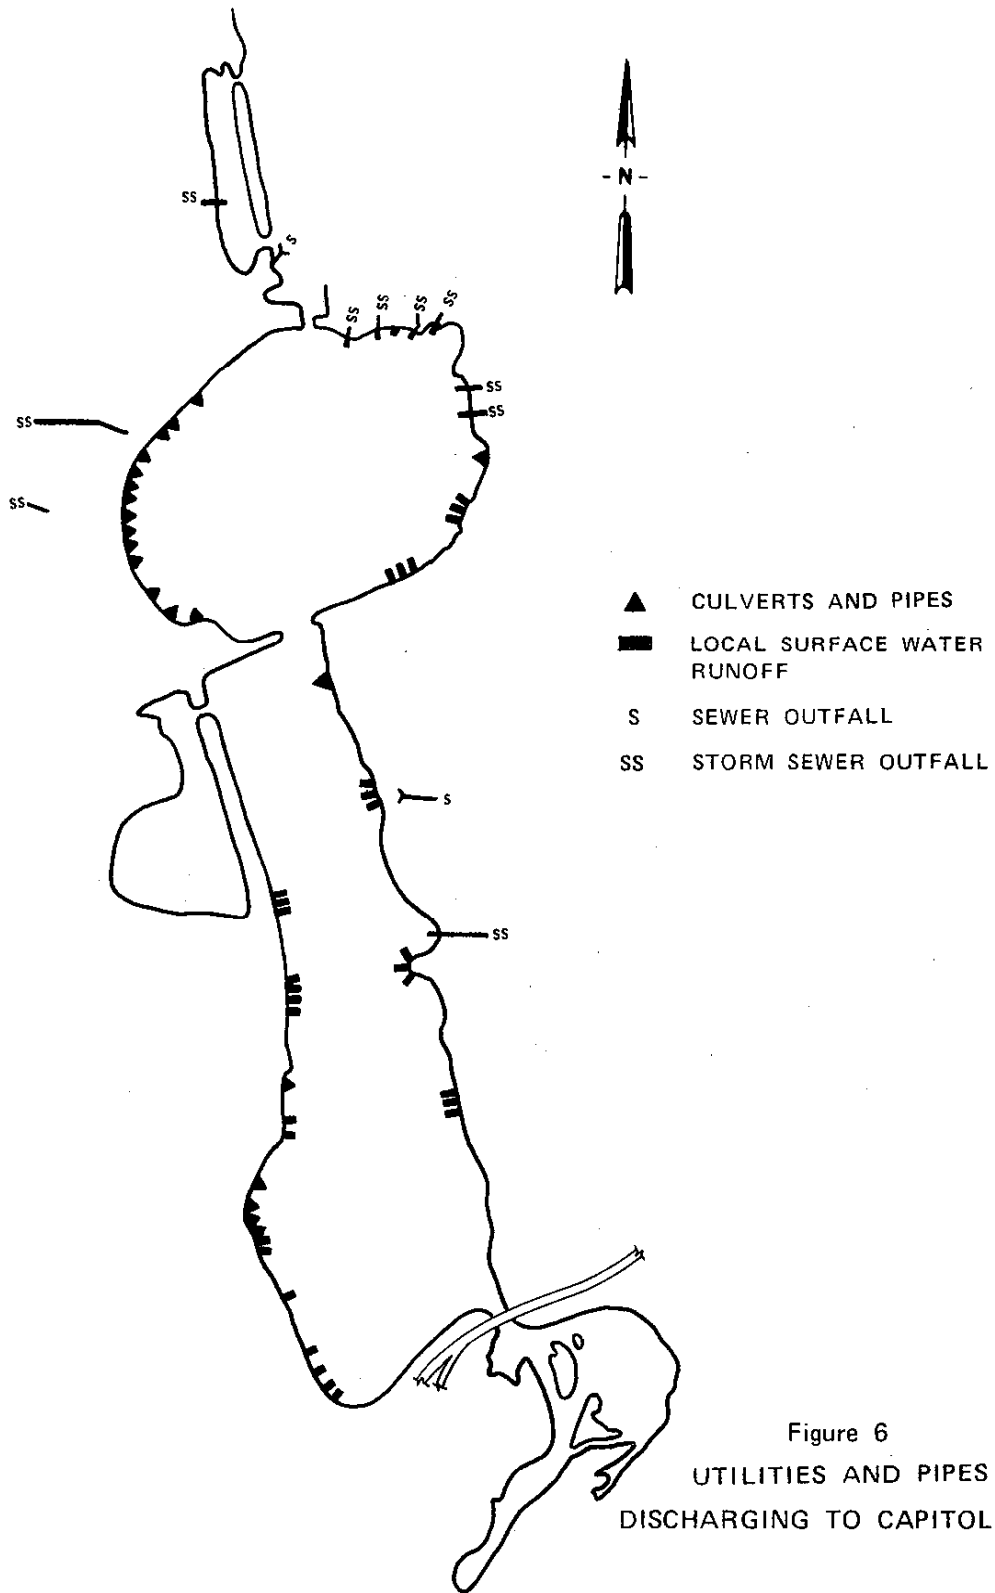 - N -
SS
S
SS
SS
SS
SS
SS
SS
SS
SS
S
SS
CULVERTS AND PIPES
LOCAL SURFACE WATER
RUNOFF
S SEWER OUTFALL
SS STORM SEWER OUTFALL
Figure 6
UTILITIES AND PIPES
DISCHARGING TO CAPITOL